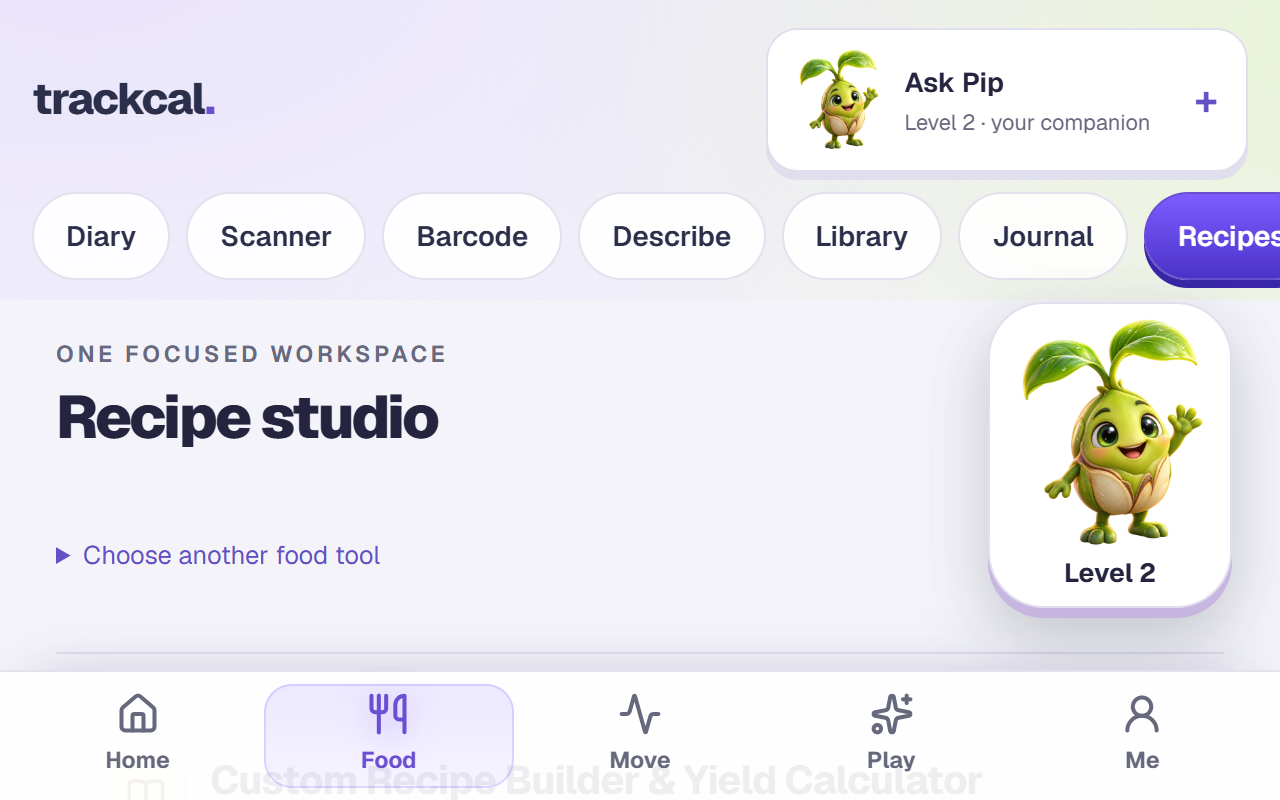 trackcal.
Ask Pip
Level 2 · your companion
+
Diary
Scanner
Barcode
Describe
Library
Journal
Recipes
ONE FOCUSED WORKSPACE
Recipe studio
Choose another food tool
Level 2
Custom Recipe Builder & Yield Calculator
Home
Food
Move
Play
Me